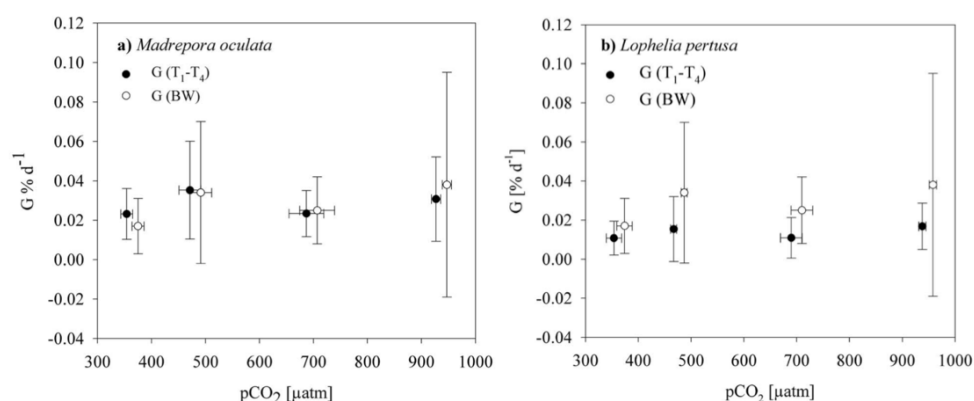 0.12
0.10
0.08
0.06
0.04
0.02
0.00
-0.02
-0.04
G % d⁻¹
a) Madrepora oculata
G (T₁-T₄)
G (BW)
300 400 500 600 700 800 900 1000
pCO₂ [µatm]
0.12
0.10
0.08
0.06
0.04
0.02
0.00
-0.02
-0.04
G [% d⁻¹]
b) Lophelia pertusa
G (T₁-T₄)
G (BW)
300 400 500 600 700 800 900 1000
pCO₂ [µatm]